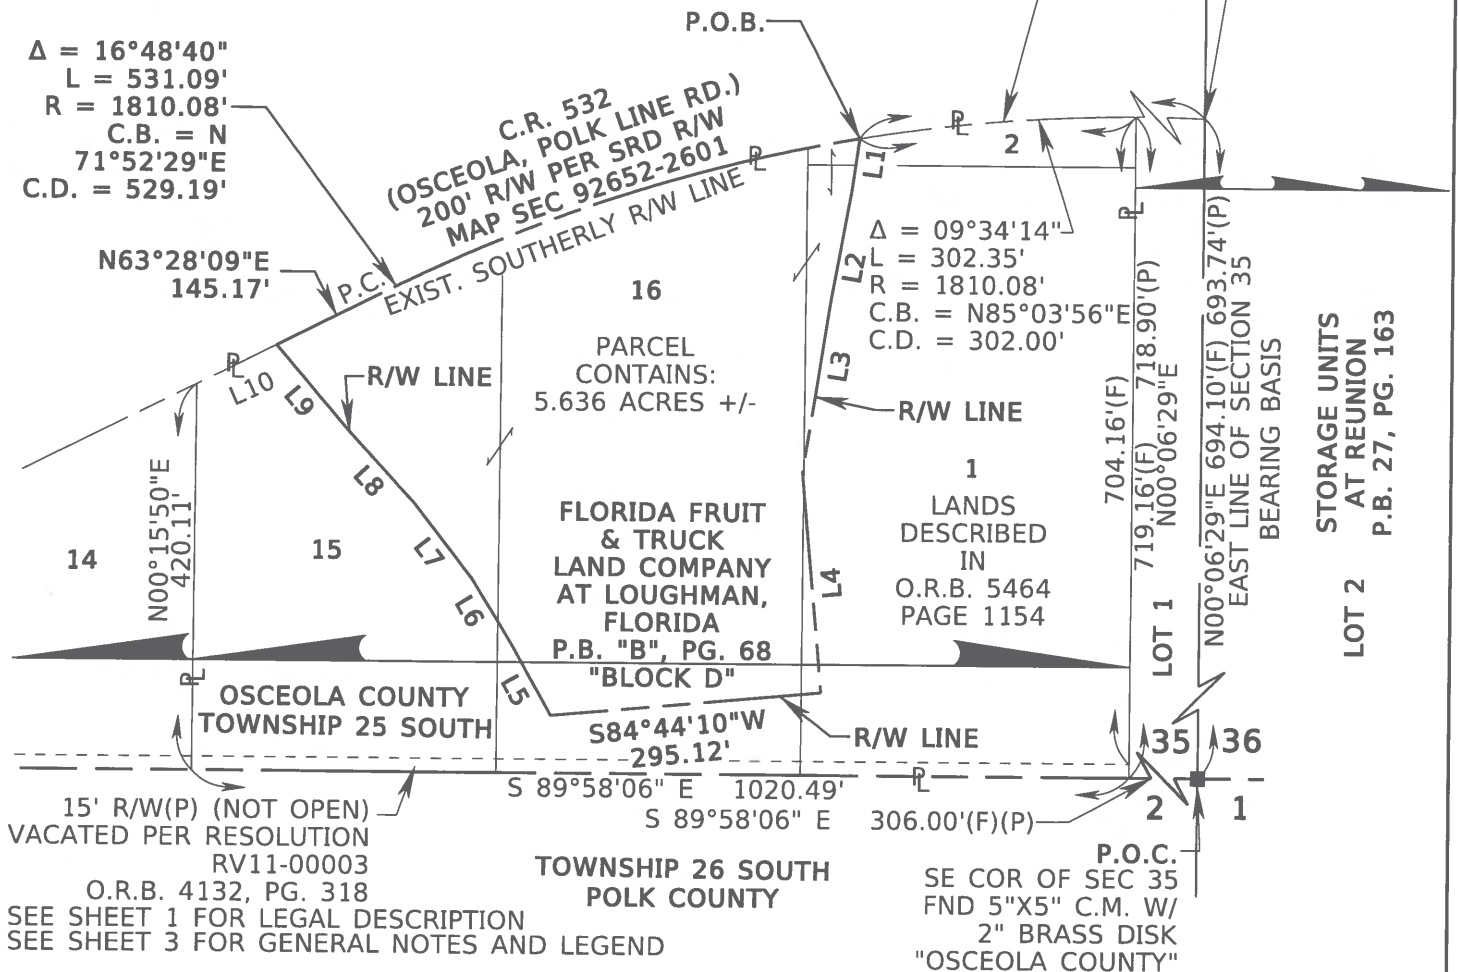 P.O.B.
Δ = 16°48'40"
L = 531.09'
R = 1810.08'
C.B. = N
71°52'29"E
C.D. = 529.19'
C.R. 532
(OSCEOLA, POLK LINE RD.)
200' R/W PER SRD R/W
MAP SEC 92652-2601
EXIST. SOUTHERLY R/W LINE
PL
PL
2
L1
N63°28'09"E
145.17'
P.C.
16
L2
Δ = 09°34'14"
L = 302.35'
R = 1810.08'
C.B. = N85°03'56"E
C.D. = 302.00'
PL
PARCEL
CONTAINS:
5.636 ACRES +/-
L3
R/W LINE
PL
L10
L9
R/W LINE
L8
L7
L6
L5
L4
1
LANDS
DESCRIBED
IN
O.R.B. 5464
PAGE 1154
704.16'(F)
719.16'(F) 718.90'(P)
N00°06'29"E
N00°06'29"E 694.10'(F) 693.74'(P)
EAST LINE OF SECTION 35
BEARING BASIS
STORAGE UNITS
AT REUNION
P.B. 27, PG. 163
LOT 2
LOT 1
14
N00°15'50"E
420.11'
15
FLORIDA FRUIT
& TRUCK
LAND COMPANY
AT LOUGHMAN,
FLORIDA
P.B. "B", PG. 68
"BLOCK D"
PL
OSCEOLA COUNTY
TOWNSHIP 25 SOUTH
S84°44'10"W
295.12'
R/W LINE
35
36
2
1
PL
S 89°58'06" E 1020.49'
S 89°58'06" E 306.00'(F)(P)
15' R/W(P) (NOT OPEN)
VACATED PER RESOLUTION
RV11-00003
O.R.B. 4132, PG. 318
SEE SHEET 1 FOR LEGAL DESCRIPTION
SEE SHEET 3 FOR GENERAL NOTES AND LEGEND
TOWNSHIP 26 SOUTH
POLK COUNTY
P.O.C.
SE COR OF SEC 35
FND 5"X5" C.M. W/
2" BRASS DISK
"OSCEOLA COUNTY"